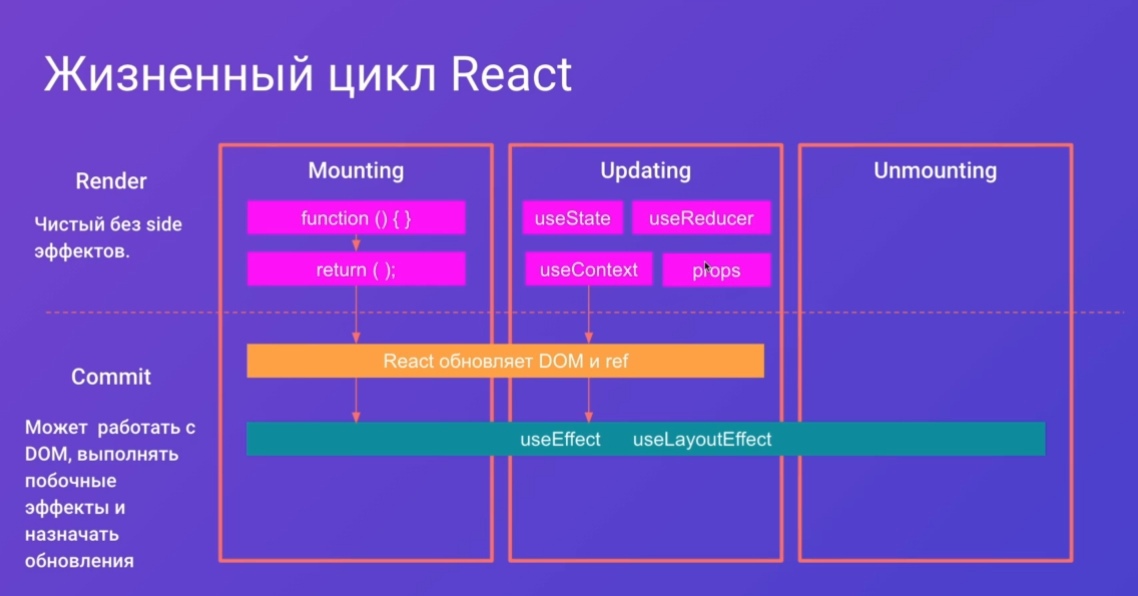 Жизненный цикл React
Render
Чистый без side
эффектов.
Mounting
function () { }
return ( );
Updating
useState
useReducer
useContext
props
Unmounting
React обновляет DOM и ref
Commit
Может работать с
DOM, выполнять
побочные
эффекты и
назначать
обновления
useEffect
useLayoutEffect